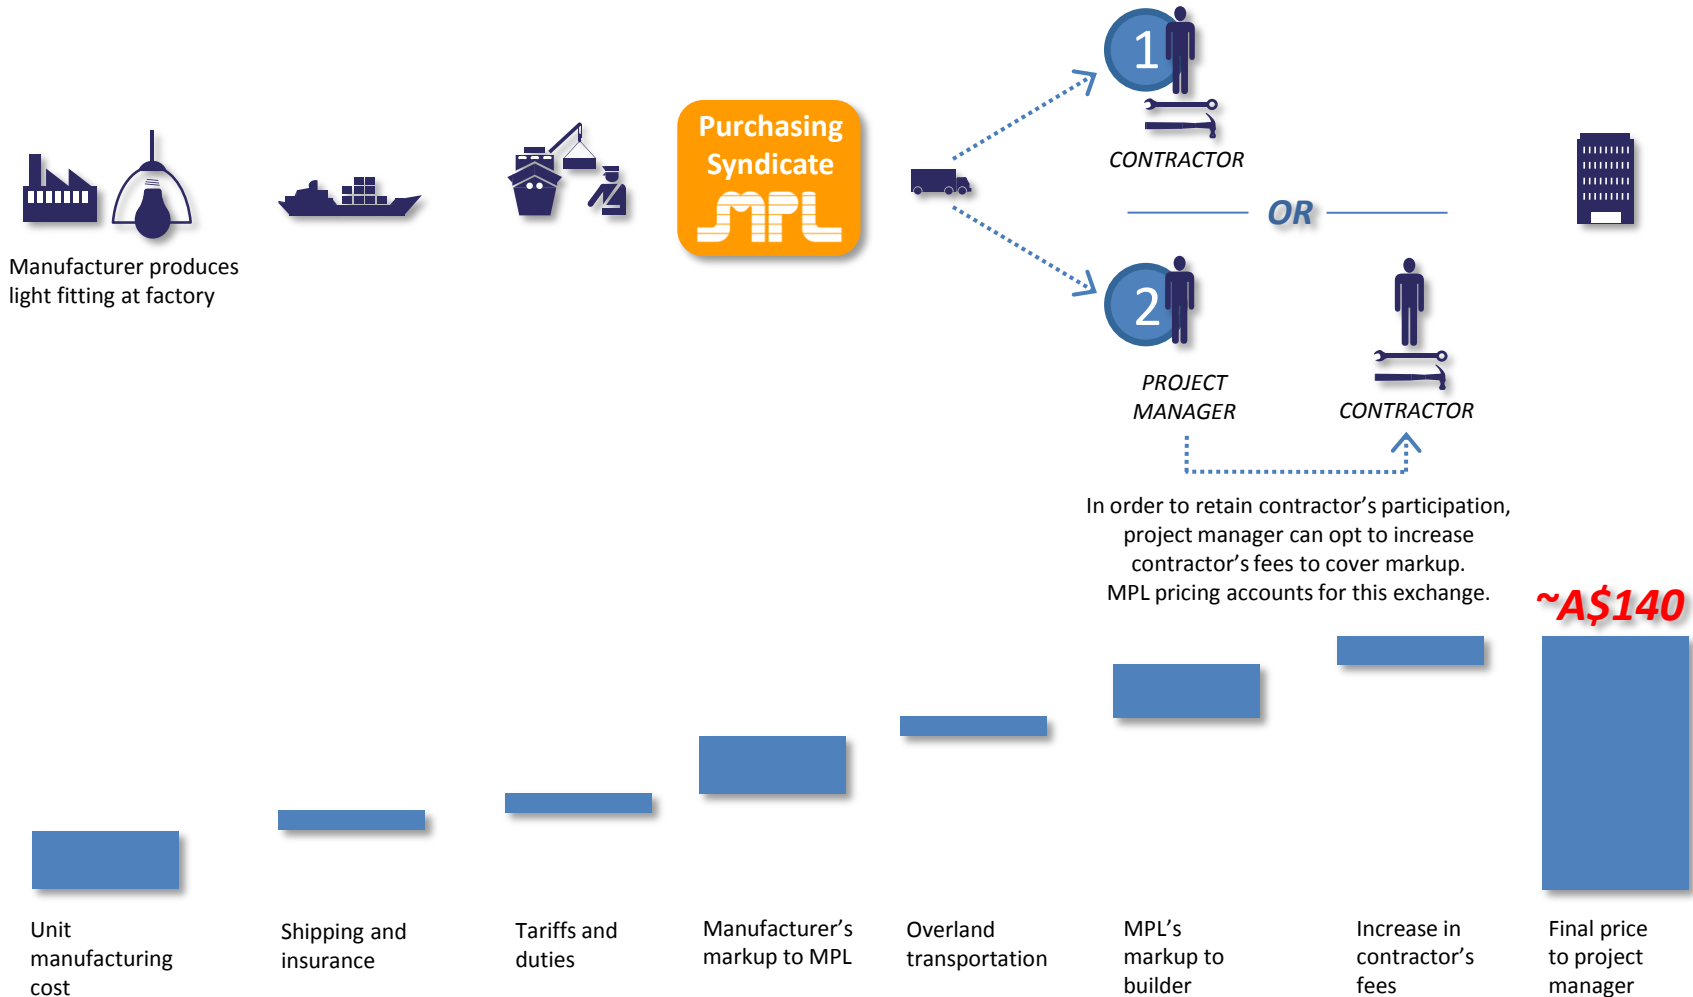 1
CONTRACTOR
Purchasing
Syndicate
MPL
OR
Manufacturer produces
light fitting at factory
2
PROJECT
MANAGER
CONTRACTOR
In order to retain contractor’s participation,
project manager can opt to increase
contractor’s fees to cover markup.
MPL pricing accounts for this exchange.
~A$140
Unit
manufacturing
cost
Shipping and
insurance
Tariffs and
duties
Manufacturer’s
markup to MPL
Overland
transportation
MPL’s
markup to
builder
Increase in
contractor’s
fees
Final price
to project
manager